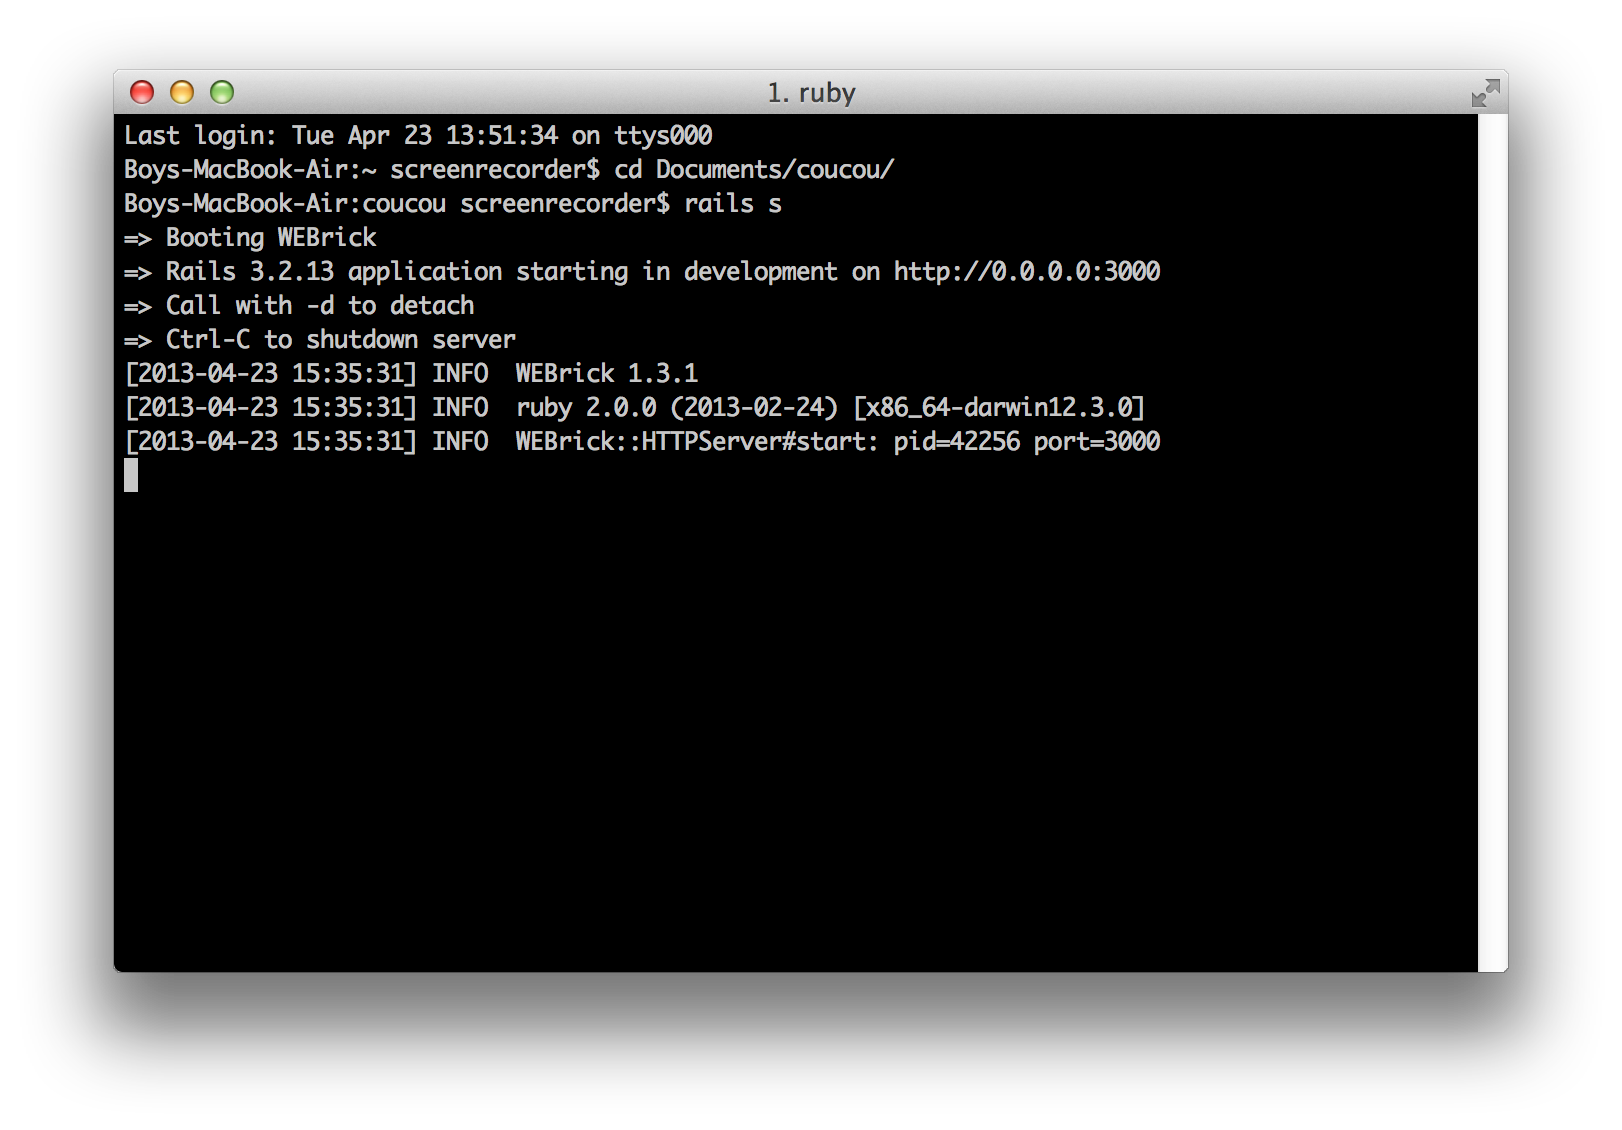 1. ruby
Last login: Tue Apr 23 13:51:34 on ttys000
Boys-MacBook-Air:~ screenrecorder$ cd Documents/coucou/
Boys-MacBook-Air:coucou screenrecorder$ rails s
=> Booting WEBrick
=> Rails 3.2.13 application starting in development on http://0.0.0.0:3000
=> Call with -d to detach
=> Ctrl-C to shutdown server
[2013-04-23 15:35:31] INFO  WEBrick 1.3.1
[2013-04-23 15:35:31] INFO  ruby 2.0.0 (2013-02-24) [x86_64-darwin12.3.0]
[2013-04-23 15:35:31] INFO  WEBrick::HTTPServer#start: pid=42256 port=3000